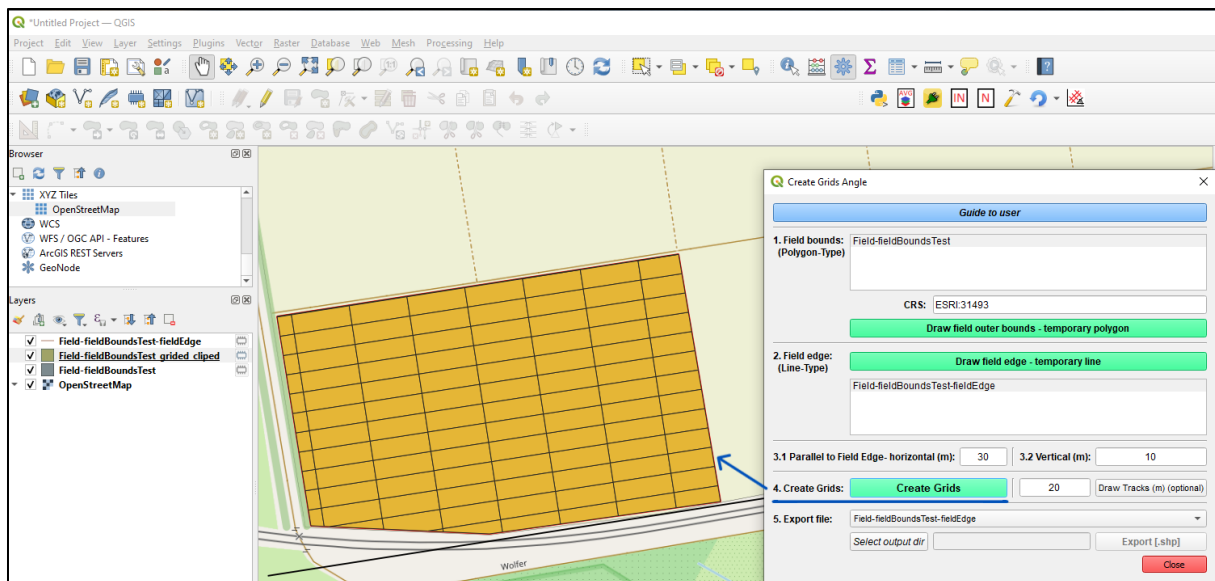 *Untitled Project — QGIS
Project Edit View Layer Settings Plugins Vector Raster Database Web Mesh Processing Help
AVG IN N
Browser
XYZ Tiles
OpenStreetMap
WCS
WFS / OGC API - Features
ArcGIS REST Servers
GeoNode
Layers
Field-fieldBoundsTest-fieldEdge
Field-fieldBoundsTest_grided_cliped
Field-fieldBoundsTest
OpenStreetMap
Wolfer
Create Grids Angle
Guide to user
1. Field bounds: Field-fieldBoundsTest
(Polygon-Type)
CRS: ESRI:31493
Draw field outer bounds - temporary polygon
2. Field edge: Draw field edge - temporary line
(Line-Type)
Field-fieldBoundsTest-fieldEdge
3.1 Parallel to Field Edge- horizontal (m): 30 3.2 Vertical (m): 10
4. Create Grids: Create Grids 20 Draw Tracks (m) (optional)
5. Export file: Field-fieldBoundsTest-fieldEdge
Select output dir Export [.shp]
Close